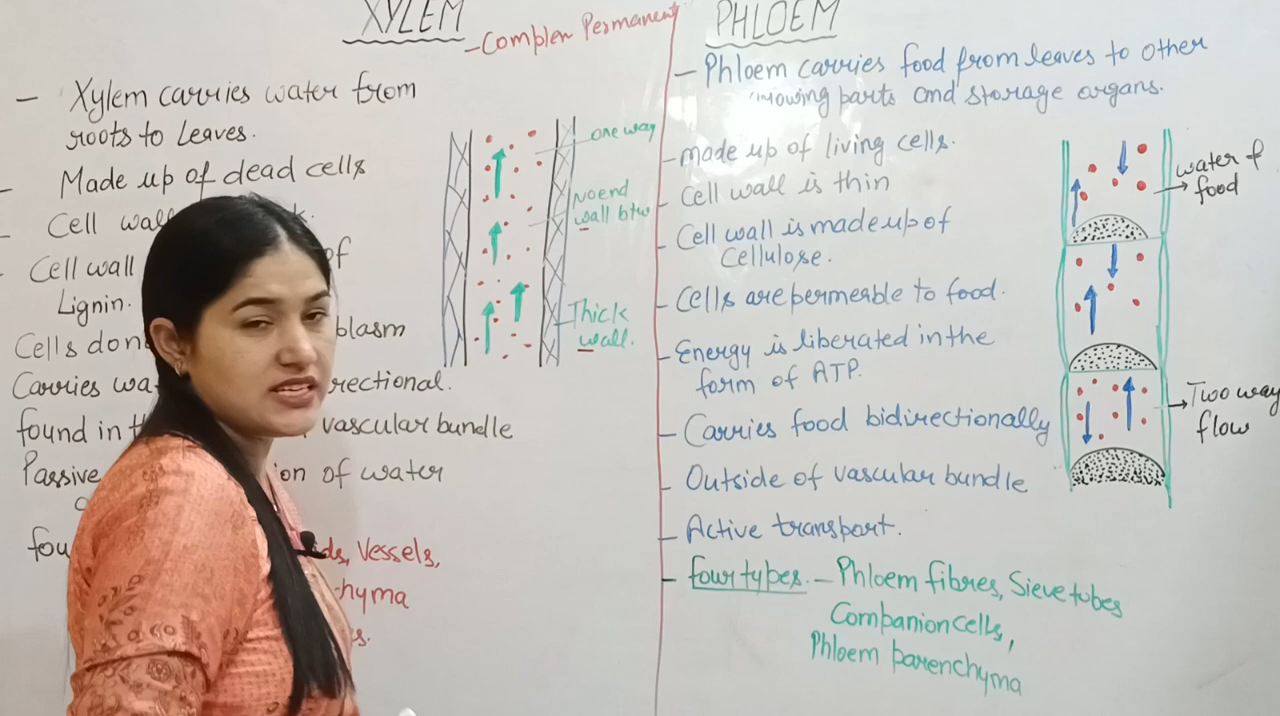 XYLEM
-Complex Permanent
- Xylem carries water from
roots to Leaves.
- Made up of dead cells
- Cell wall k.
- Cell wall of
Lignin.
Cells don blasm
Carries wa rectional.
found in t vascular bundle
Passive ion of water
fou ds, Vessels,
hyma
s.
one way
No end
wall btw
Thick
wall.
PHLOEM
- Phloem carries food from leaves to other
growing parts and storage organs.
- made up of living cells.
- Cell wall is thin
- Cell wall is made up of
Cellulose.
- Cells are permeable to food.
- Energy is liberated in the
form of ATP.
- Carries food bidirectionally
- Outside of vascular bundle
- Active transport.
- four types. - Phloem fibres, Sieve tubes
Companion cells,
Phloem parenchyma
water &
food
Two way
flow